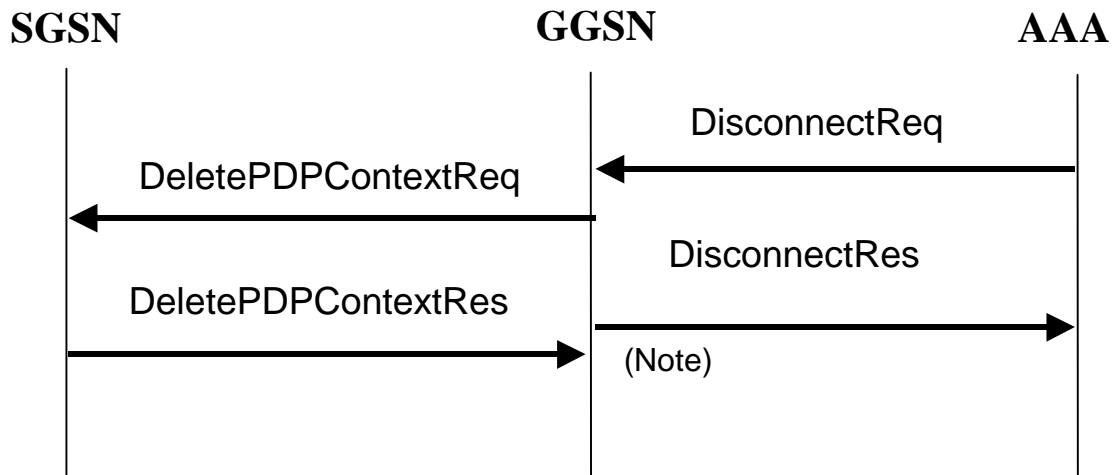 SGSN
GGSN
AAA
DisconnectReq
DeletePDPContextReq
DisconnectRes
DeletePDPContextRes
(Note)